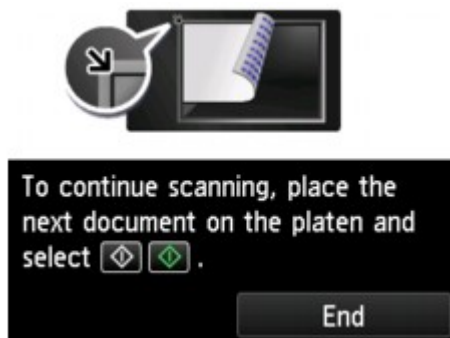 To continue scanning, place the
next document on the platen and
select .
End